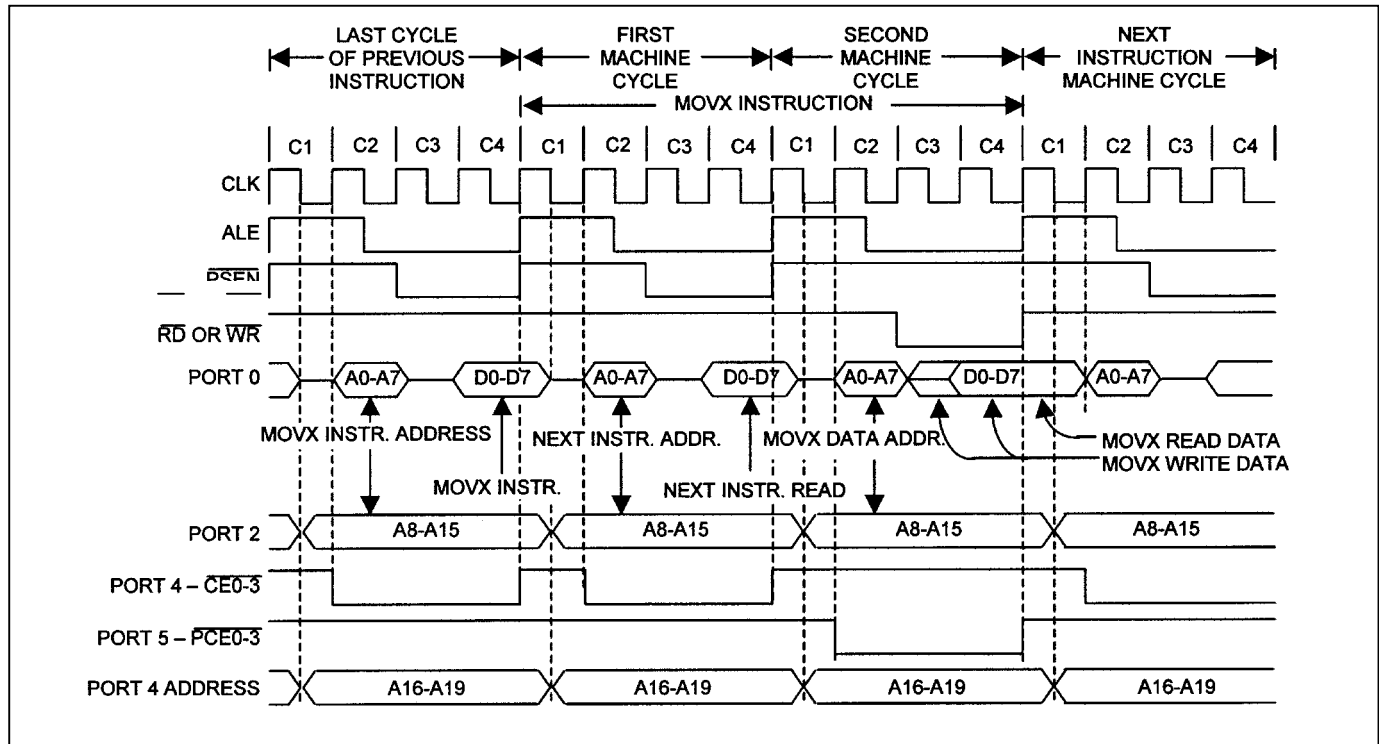 LAST CYCLE
OF PREVIOUS
INSTRUCTION
FIRST
MACHINE
CYCLE
SECOND
MACHINE
CYCLE
NEXT
INSTRUCTION
MACHINE CYCLE
MOVX INSTRUCTION
C1 C2 C3 C4 C1 C2 C3 C4 C1 C2 C3 C4 C1 C2 C3 C4
CLK
ALE
PSEN
RD OR WR
PORT 0 A0-A7 D0-D7 A0-A7 D0-D7 A0-A7 D0-D7 A0-A7
MOVX INSTR. ADDRESS NEXT INSTR. ADDR. MOVX DATA ADDR. MOVX READ DATA
MOVX WRITE DATA
MOVX INSTR. NEXT INSTR. READ
PORT 2 A8-A15 A8-A15 A8-A15 A8-A15
PORT 4 – CE0-3
PORT 5 – PCE0-3
PORT 4 ADDRESS A16-A19 A16-A19 A16-A19 A16-A19